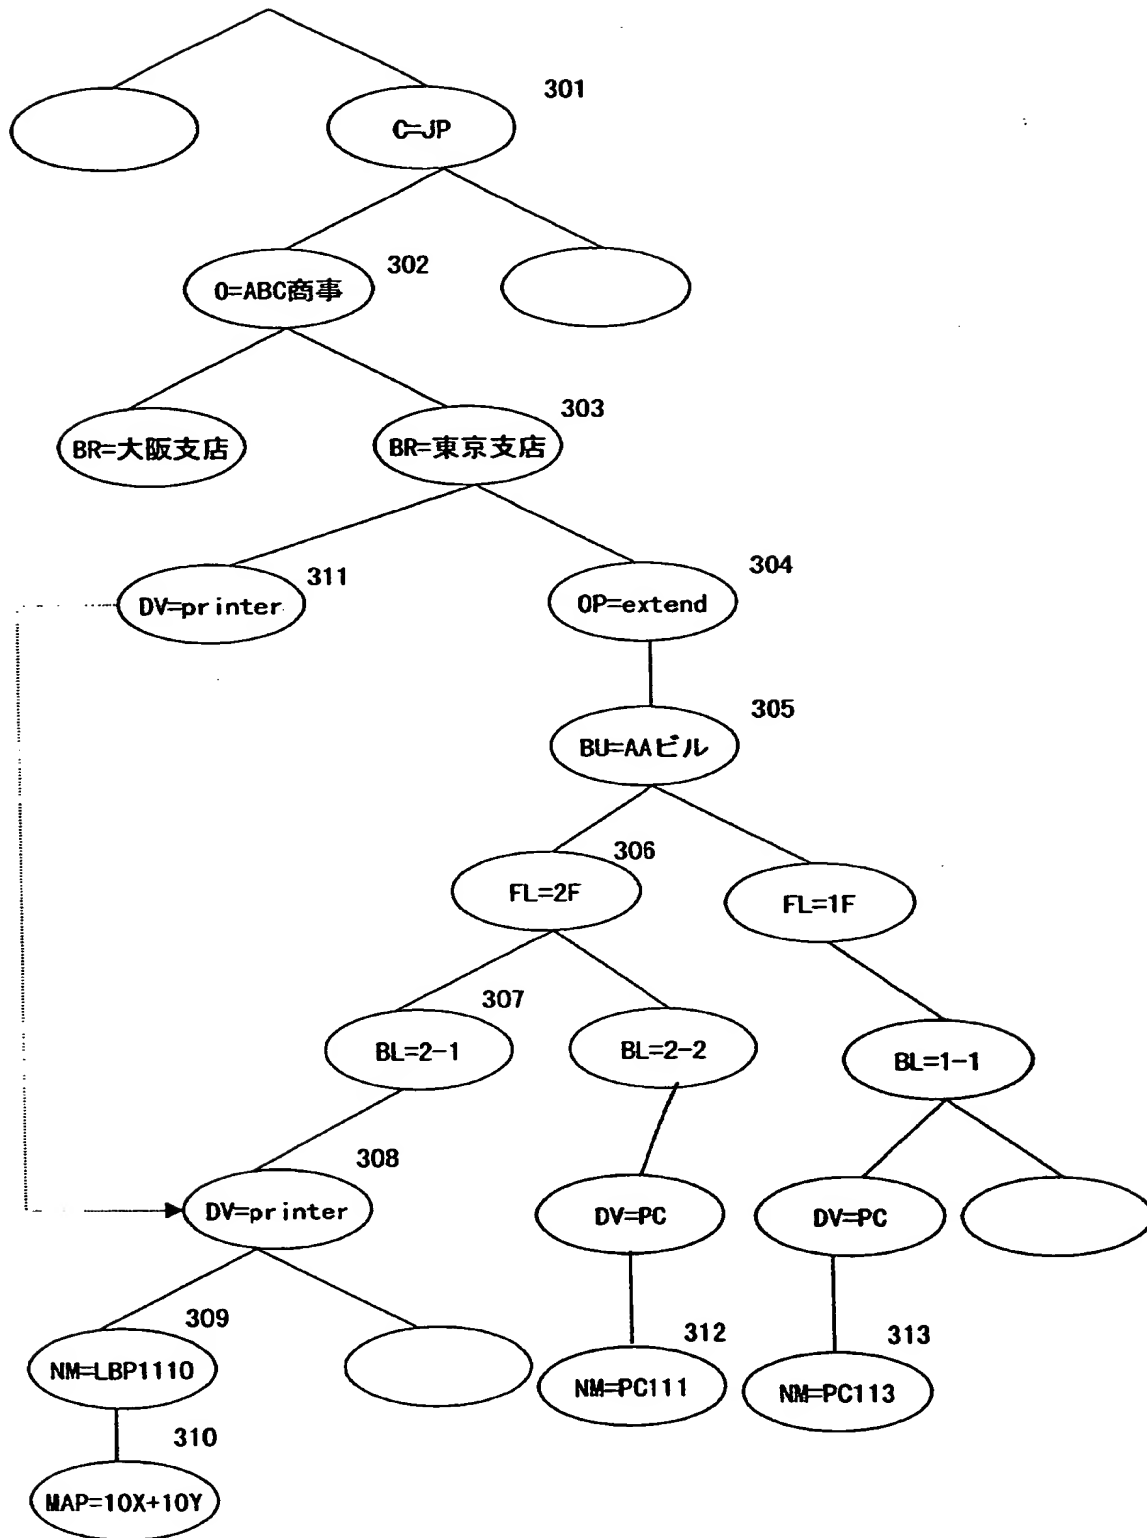 301
C=JP
302
O=ABC商事
303
BR=大阪支店
BR=東京支店
304
311
DV=printer
OP=extend
305
BU=AAビル
306
FL=2F
FL=1F
307
BL=2-1
BL=2-2
BL=1-1
308
DV=printer
DV=PC
DV=PC
309
312
313
NM=LBP1110
NM=PC111
NM=PC113
310
MAP=10X+10Y